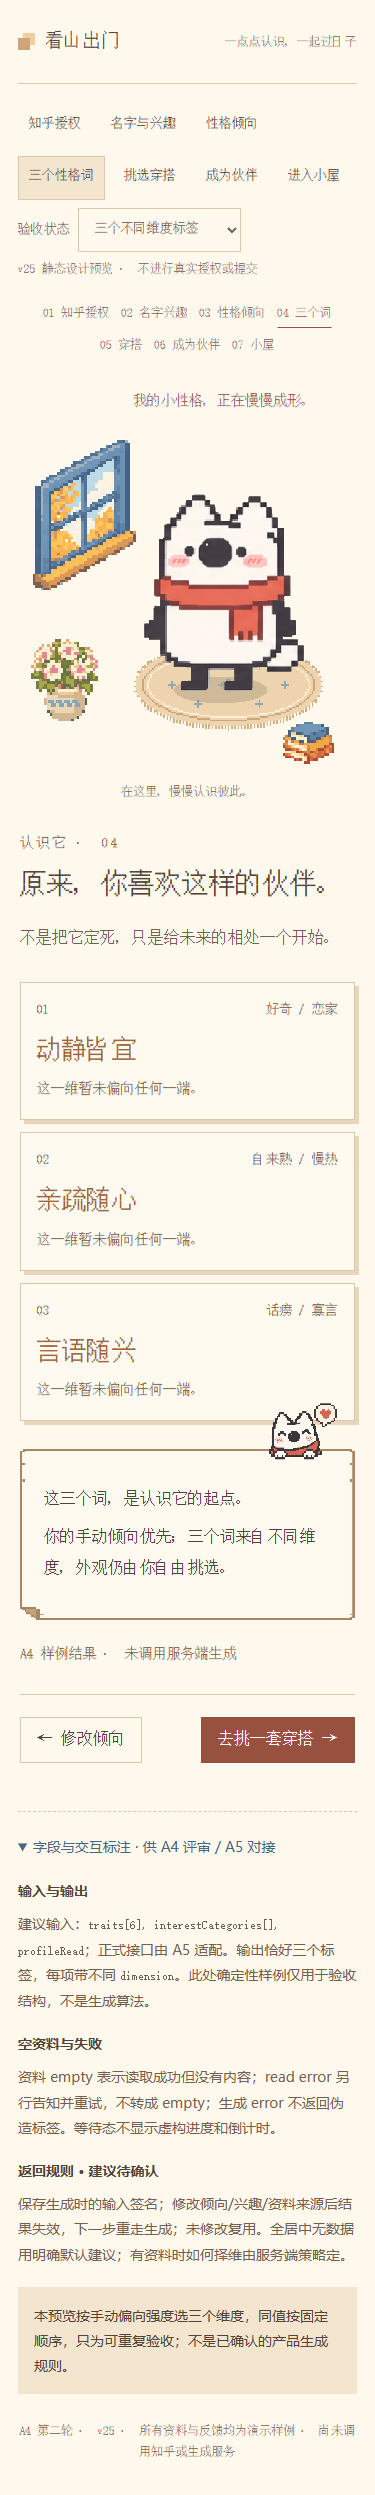 看山出门
一点点认识，一起过日子
知乎授权 名字与兴趣 性格倾向
三个性格词 挑选穿搭 成为伙伴 进入小屋
验收状态 三个不同维度标签
v25 静态设计预览 · 不进行真实授权或提交
01 知乎授权 02 名字兴趣 03 性格倾向 04 三个词
05 穿搭 06 成为伙伴 07 小屋
我的小性格，正在慢慢成形。
在这里，慢慢认识彼此。
认识它 · 04
原来，你喜欢这样的伙伴。
不是把它定死，只是给未来的相处一个开始。
01 好奇 / 恋家
动静皆宜
这一维暂未偏向任何一端。
02 自来熟 / 慢热
亲疏随心
这一维暂未偏向任何一端。
03 话痨 / 寡言
言语随兴
这一维暂未偏向任何一端。
这三个词，是认识它的起点。
你的手动倾向优先；三个词来自不同维
度，外观仍由你自由挑选。
A4 样例结果 · 未调用服务端生成
← 修改倾向 去挑一套穿搭 →
▼ 字段与交互标注 · 供 A4 评审 / A5 对接
输入与输出
建议输入：traits[6], interestCategories[],
profileRead；正式接口由 A5 适配。输出恰好三个标
签，每项带不同 dimension。此处确定性样例仅用于验收
结构，不是生成算法。
空资料与失败
资料 empty 表示读取成功但没有内容；read error 另
行告知并重试，不转成 empty；生成 error 不返回伪
造标签。等待态不显示虚构进度和倒计时。
返回规则 • 建议待确认
保存生成时的输入签名；修改倾向/兴趣/资料来源后结
果失效，下一步重走生成；未修改复用。全居中无数据
用明确默认建议；有资料时如何择维由服务端策略定。
本预览按手动偏向强度选三个维度，同值按固定
顺序，只为可重复验收；不是已确认的产品生成
规则。
A4 第二轮 · v25 · 所有资料与反馈均为演示样例 · 尚未调
用知乎或生成服务